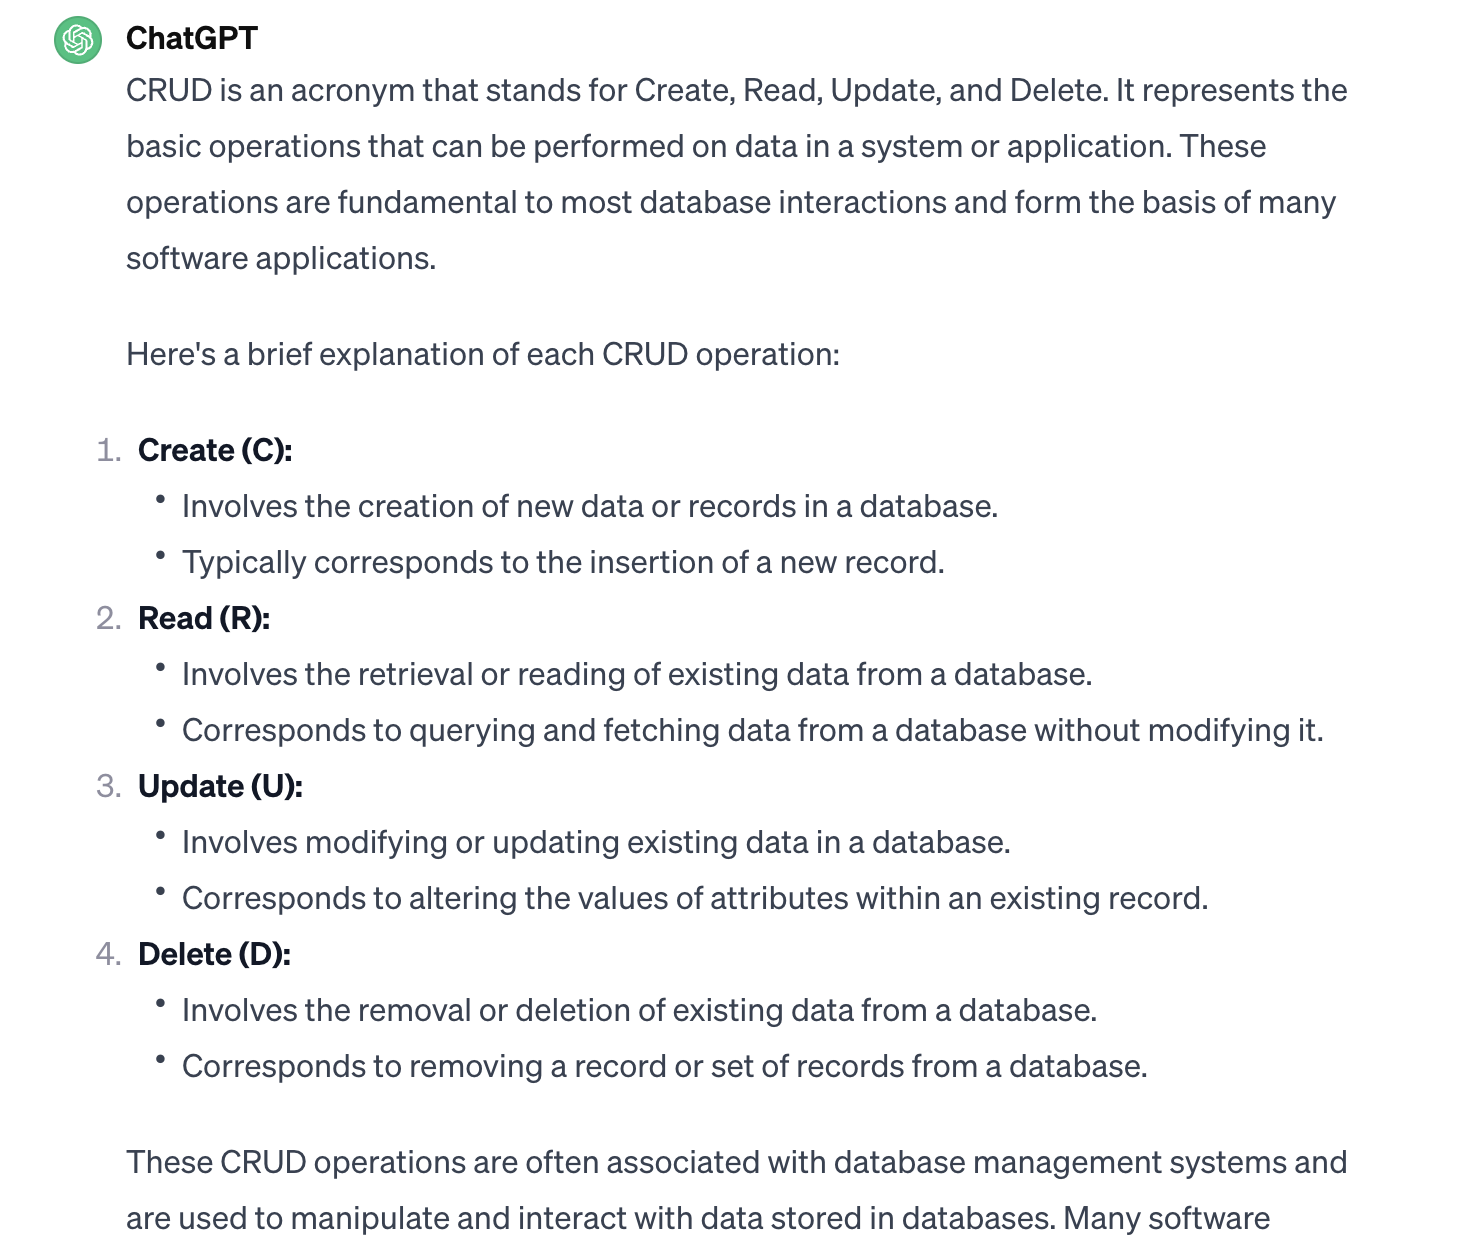 ChatGPT
CRUD is an acronym that stands for Create, Read, Update, and Delete. It represents the
basic operations that can be performed on data in a system or application. These
operations are fundamental to most database interactions and form the basis of many
software applications.
Here's a brief explanation of each CRUD operation:
1. Create (C):
• Involves the creation of new data or records in a database.
• Typically corresponds to the insertion of a new record.
2. Read (R):
• Involves the retrieval or reading of existing data from a database.
• Corresponds to querying and fetching data from a database without modifying it.
3. Update (U):
• Involves modifying or updating existing data in a database.
• Corresponds to altering the values of attributes within an existing record.
4. Delete (D):
• Involves the removal or deletion of existing data from a database.
• Corresponds to removing a record or set of records from a database.
These CRUD operations are often associated with database management systems and
are used to manipulate and interact with data stored in databases. Many software